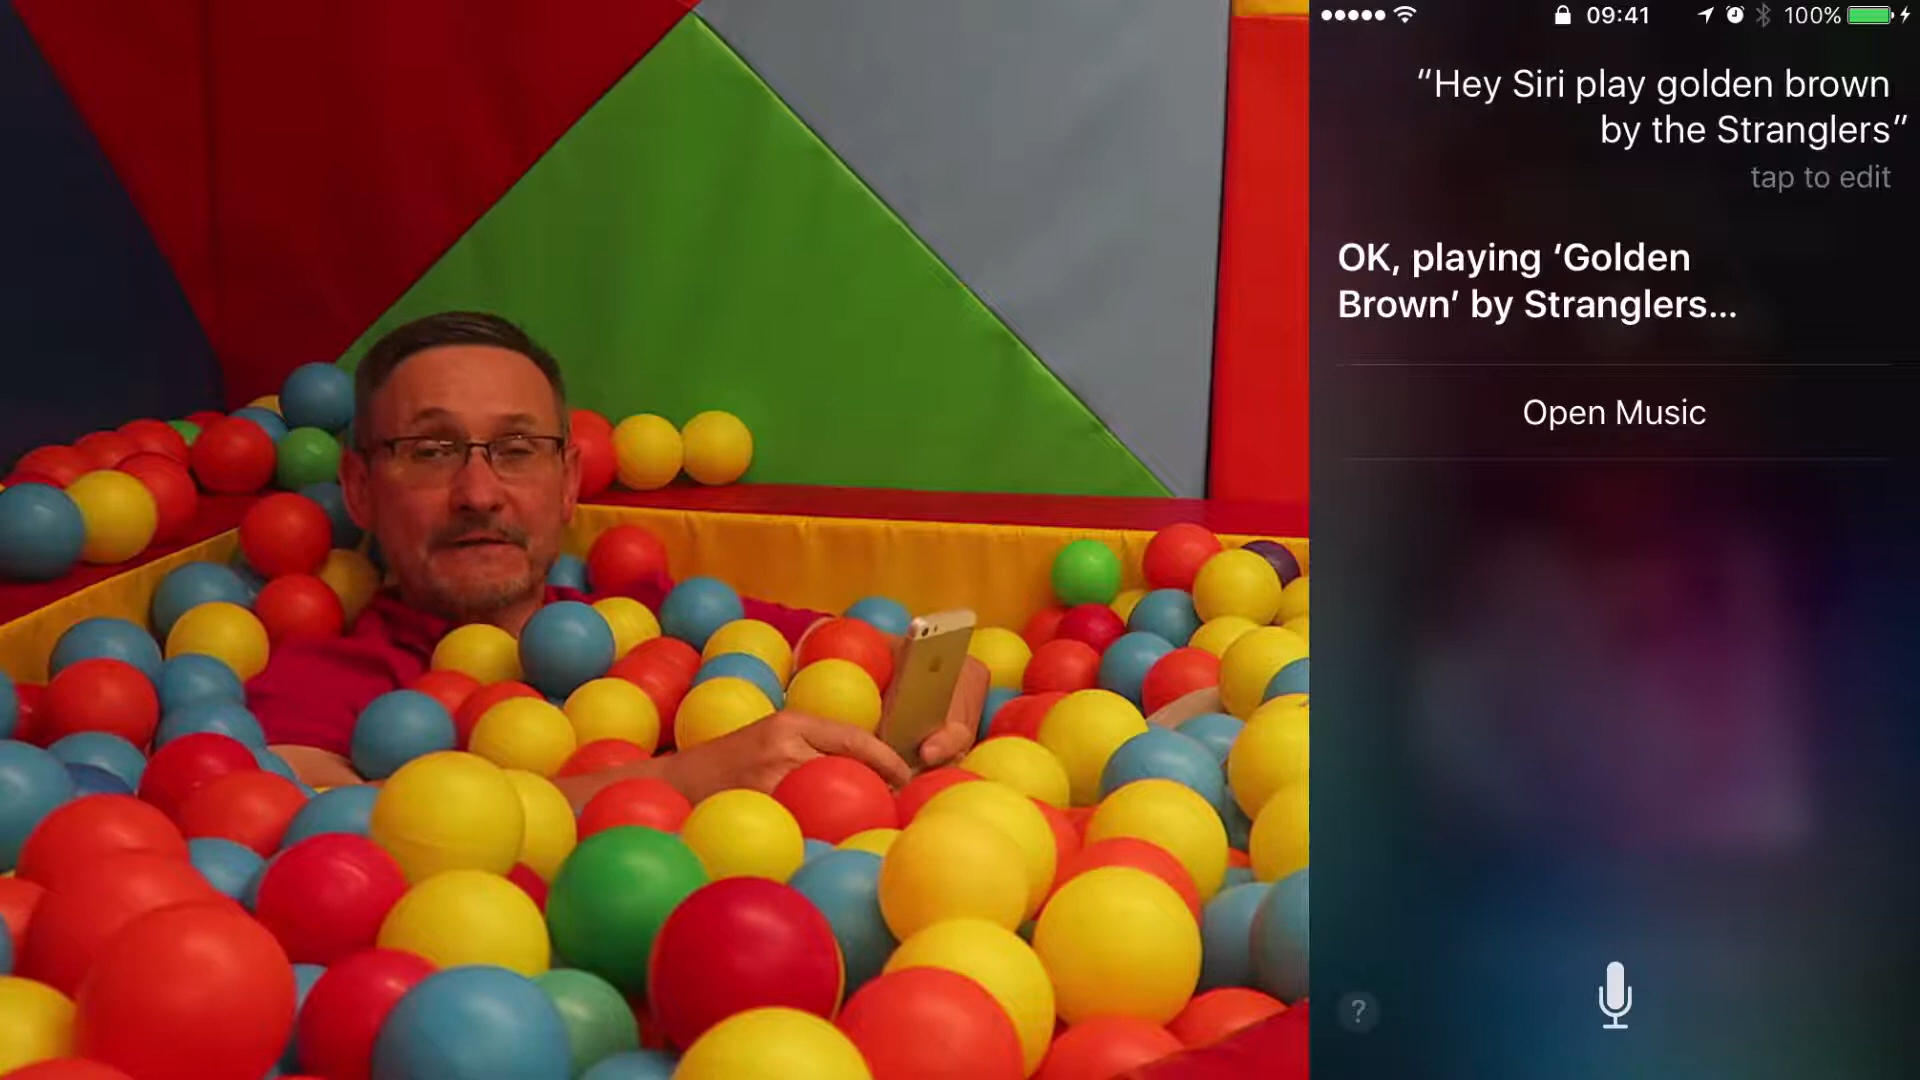 09:41
100%
“Hey Siri play golden brown
by the Stranglers”
tap to edit
OK, playing ‘Golden
Brown’ by Stranglers...
Open Music
?